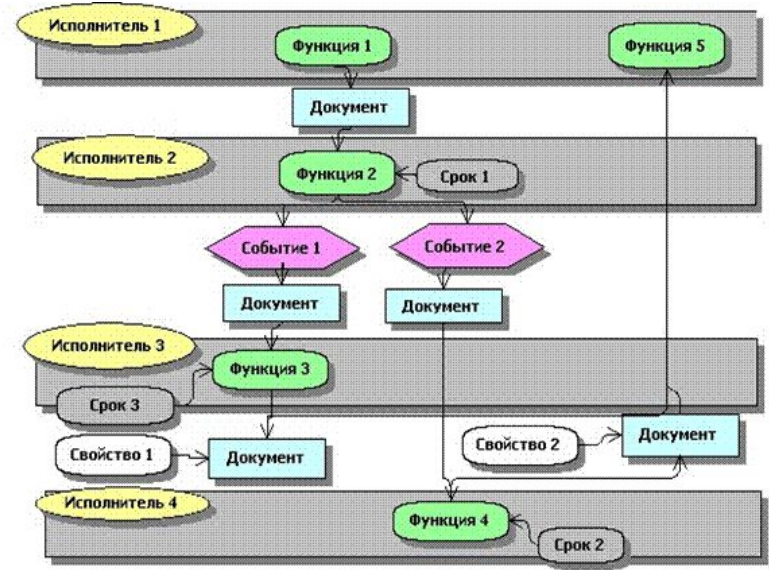 Исполнитель 1
Функция 1
Функция 5
Документ
Исполнитель 2
Функция 2
Срок 1
Событие 1
Событие 2
Документ
Документ
Исполнитель 3
Функция 3
Срок 3
Свойство 1
Документ
Свойство 2
Документ
Исполнитель 4
Функция 4
Срок 2